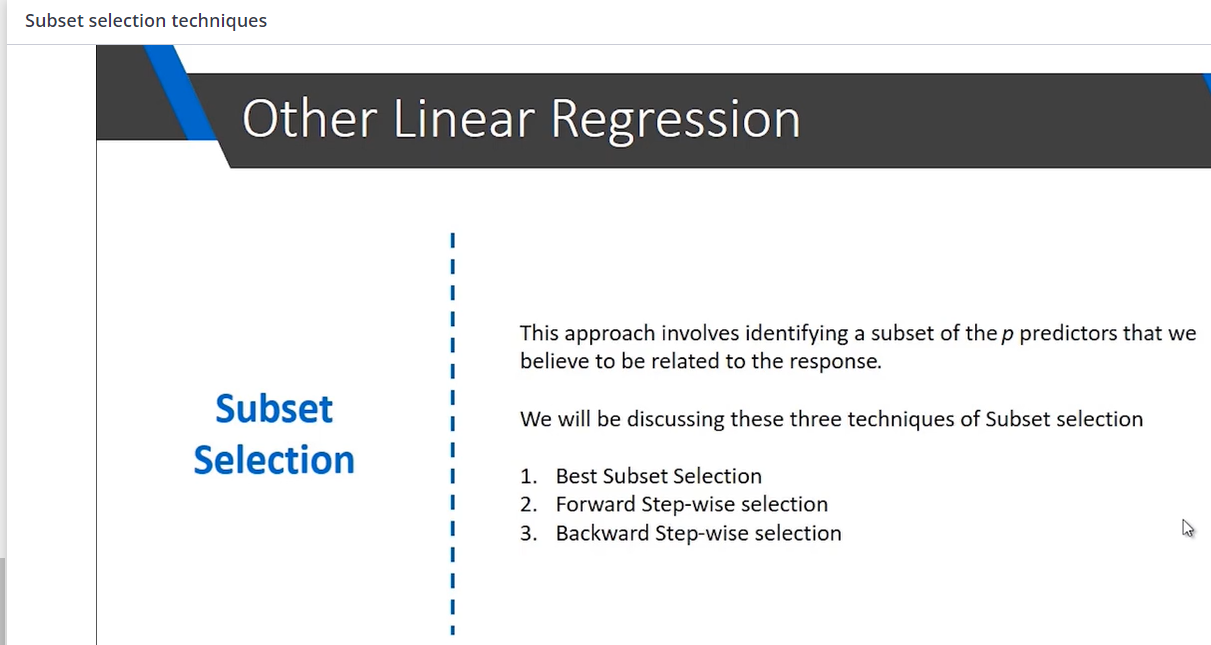 Subset selection techniques
Other Linear Regression
Subset
Selection
This approach involves identifying a subset of the p predictors that we
believe to be related to the response.
We will be discussing these three techniques of Subset selection
1. Best Subset Selection
2. Forward Step-wise selection
3. Backward Step-wise selection